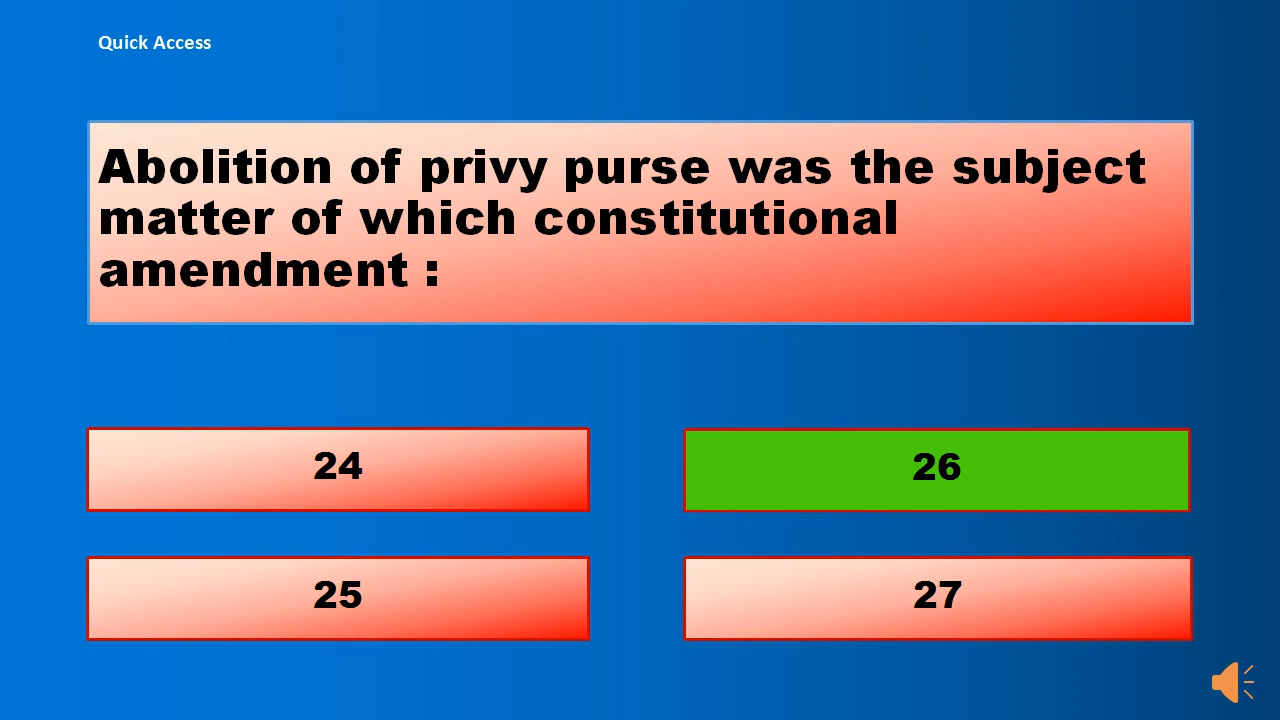 Quick Access
Abolition of privy purse was the subject
matter of which constitutional
amendment :
24
26
25
27